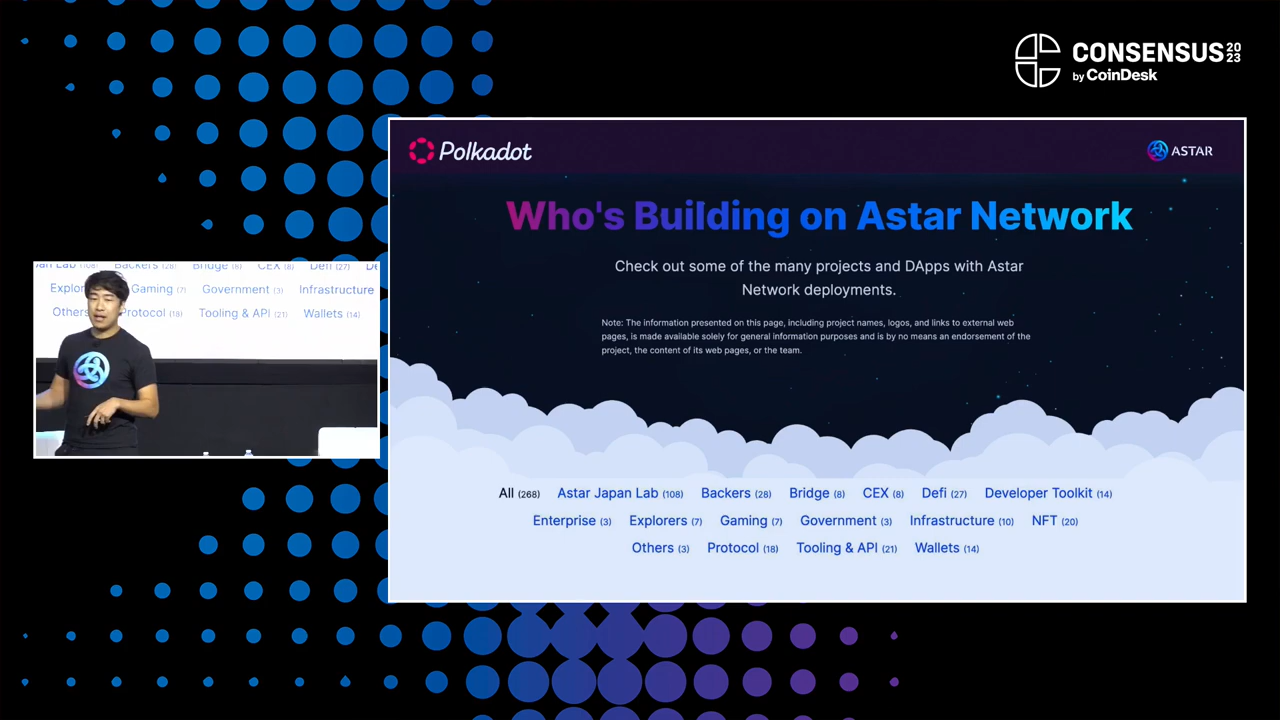 CONSENSUS 20
23
by CoinDesk
Polkadot
ASTAR
Who's Building on Astar Network
Check out some of the many projects and DApps with Astar
Network deployments.
Note: The information presented on this page, including project names, logos, and links to external web
pages, is made available solely for general information purposes and is by no means an endorsement of the
project, the content of its web pages, or the team.
All (268) Astar Japan Lab (108) Backers (28) Bridge (8) CEX (8) Defi (27) Developer Toolkit (14)
Enterprise (3) Explorers (7) Gaming (7) Government (3) Infrastructure (10) NFT (20)
Others (3) Protocol (18) Tooling & API (21) Wallets (14)
Lab (108) Backers (28) Bridge (8) CEX (8) Defi (27)
Gaming (7) Government (3) Infrastructure
Others Protocol (18) Tooling & API (21) Wallets (14)